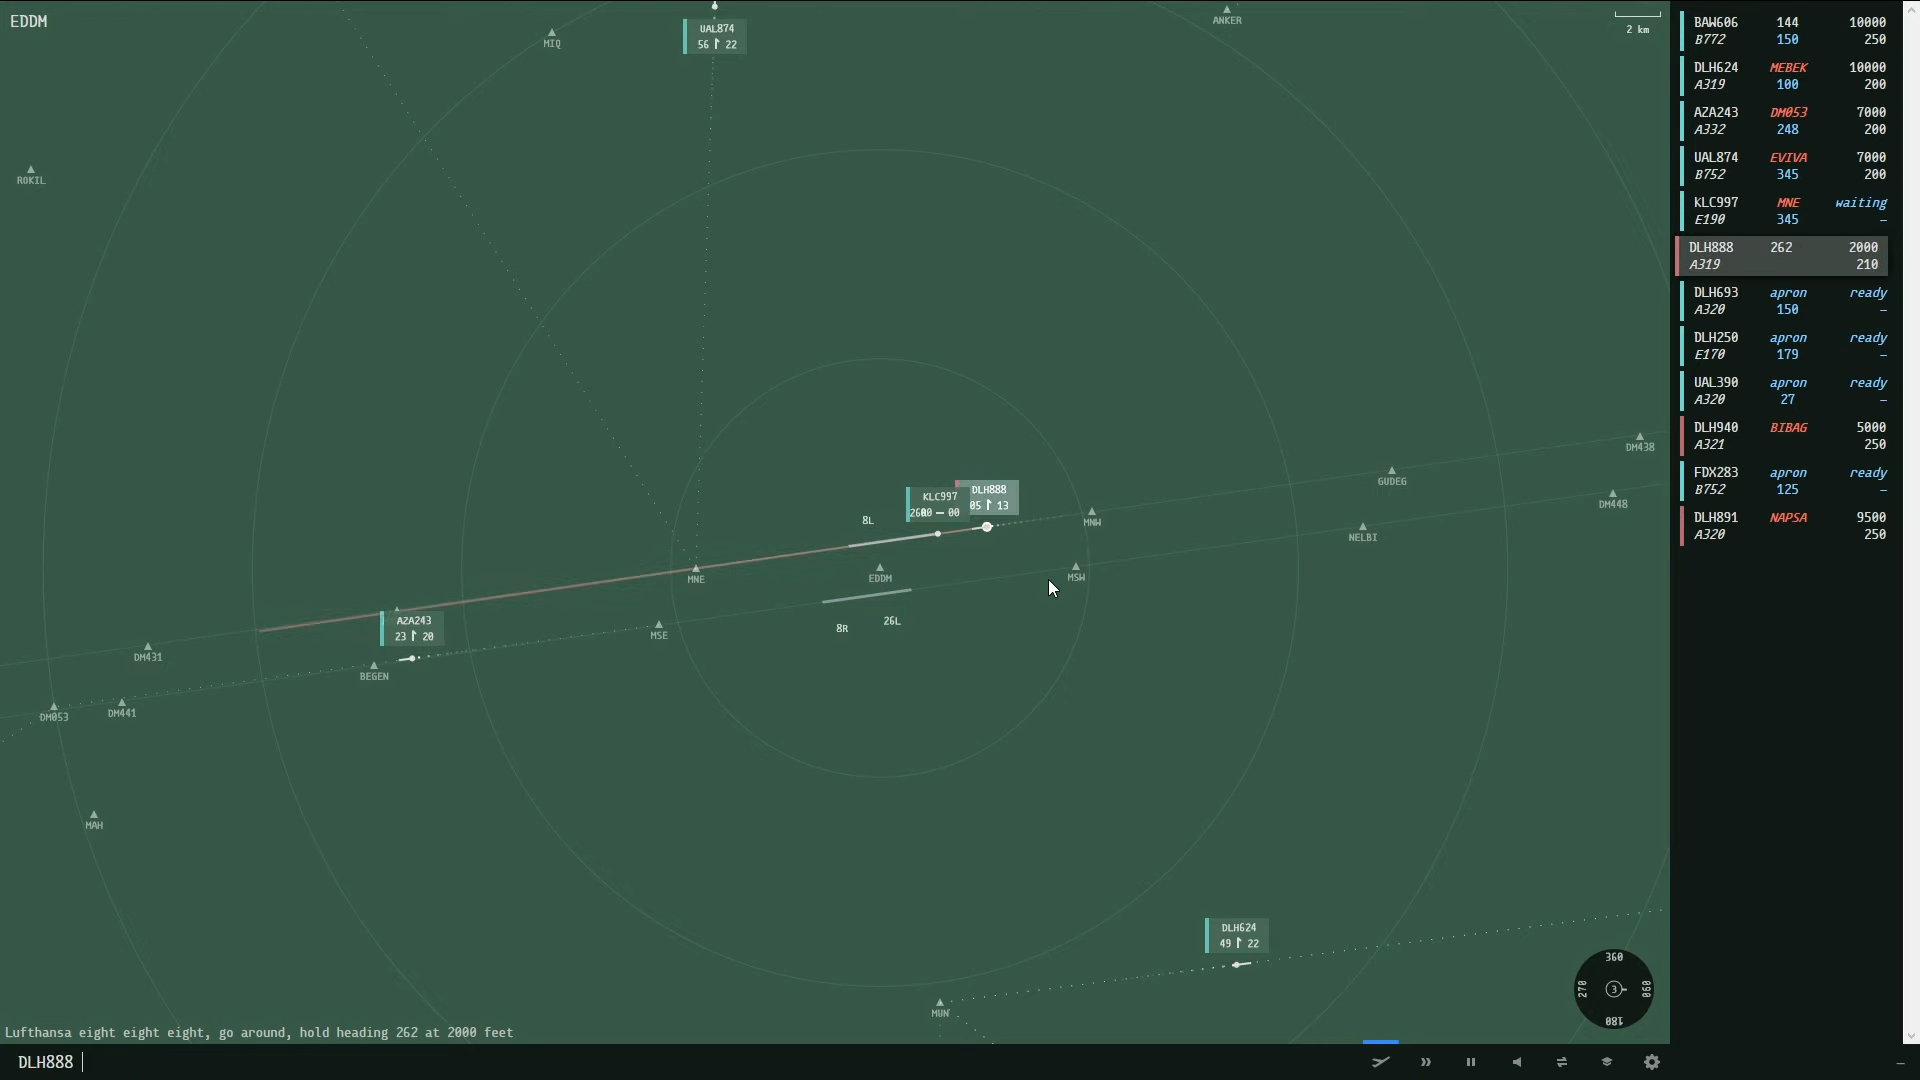 EDDM
UAL874
56 22
MIQ
ANKER
2 km
ROKIL
DM438
GUDEG
DM448
NELBI
KLC997
DLH888
05 13
— 00
8L
MNW
MNE
EDDM
MSW
MSE
8R
26L
AZA243
23 20
DM431
BEGEN
DM053
DM441
MAH
DLH624
49 22
MUN
360
270
3
090
180
Lufthansa eight eight eight, go around, hold heading 262 at 2000 feet
DLH888
BAW606 144 10000
B772 150 250
DLH624 MEBEK 10000
A319 100 200
AZA243 DM053 7000
A332 248 200
UAL874 EVIVA 7000
B752 345 200
KLC997 MNE waiting
E190 345 –
DLH888 262 2000
A319 210
DLH693 apron ready
A320 150 –
DLH250 apron ready
E170 179 –
UAL390 apron ready
A320 27 –
DLH940 BIBAG 5000
A321 250
FDX283 apron ready
B752 125 –
DLH891 NAPSA 9500
A320 250